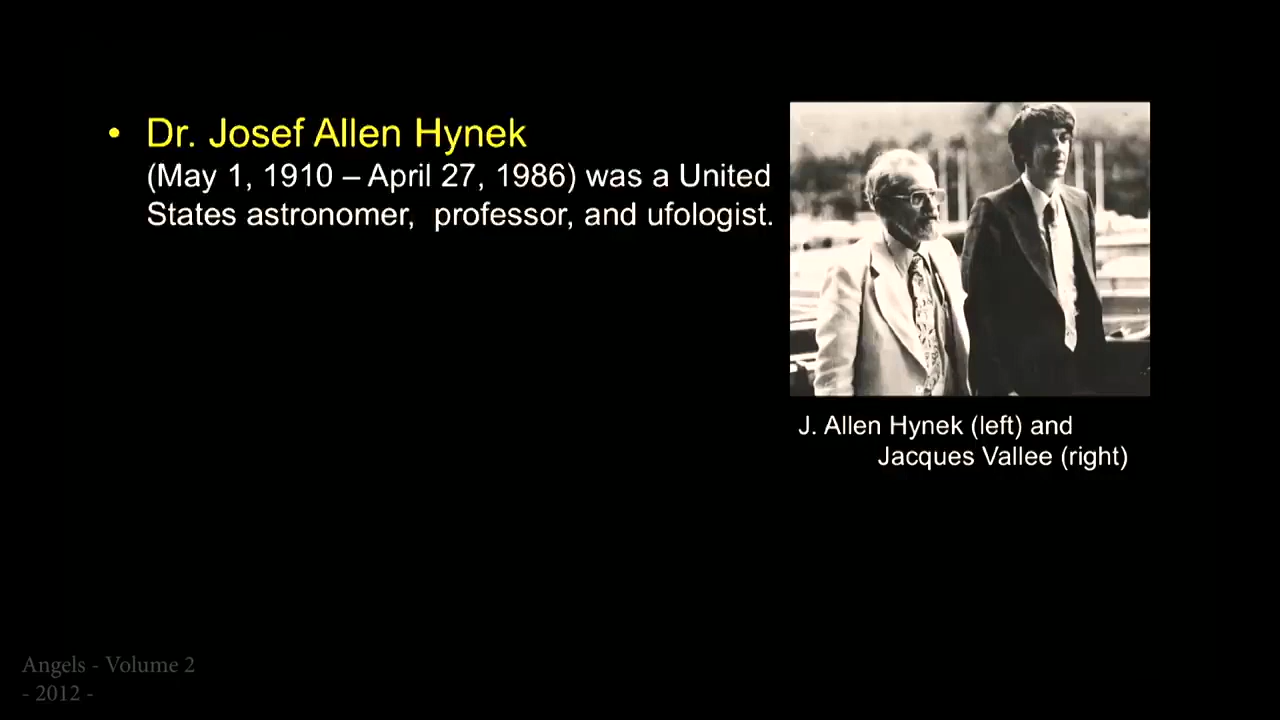 • Dr. Josef Allen Hynek
(May 1, 1910 – April 27, 1986) was a United
States astronomer,  professor, and ufologist.
J. Allen Hynek (left) and
Jacques Vallee (right)
Angels - Volume 2
- 2012 -